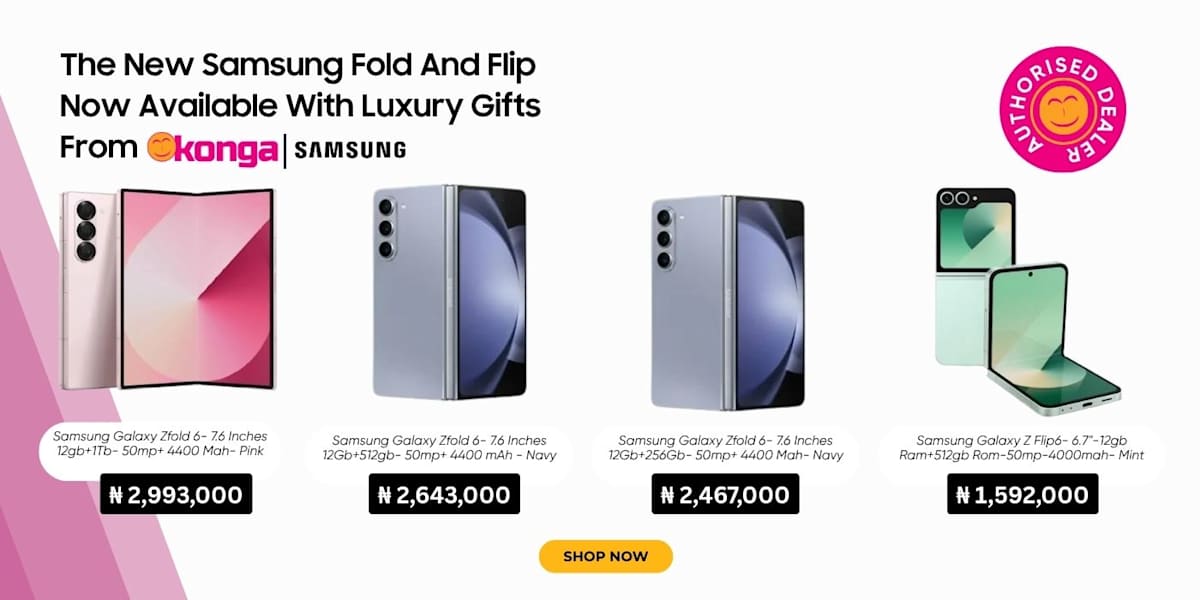 The New Samsung Fold And Flip
Now Available With Luxury Gifts
From konga | SAMSUNG
AUTHORISED DEALER
Samsung Galaxy Zfold 6- 7.6 Inches
12gb+1Tb- 50mp+ 4400 Mah- Pink
₦ 2,993,000
Samsung Galaxy Zfold 6- 7.6 Inches
12Gb+512gb- 50mp+ 4400 mAh - Navy
₦ 2,643,000
Samsung Galaxy Zfold 6- 7.6 Inches
12Gb+256Gb- 50mp+ 4400 Mah- Navy
₦ 2,467,000
Samsung Galaxy Z Flip6- 6.7"-12gb
Ram+512gb Rom-50mp-4000mah- Mint
₦ 1,592,000
SHOP NOW